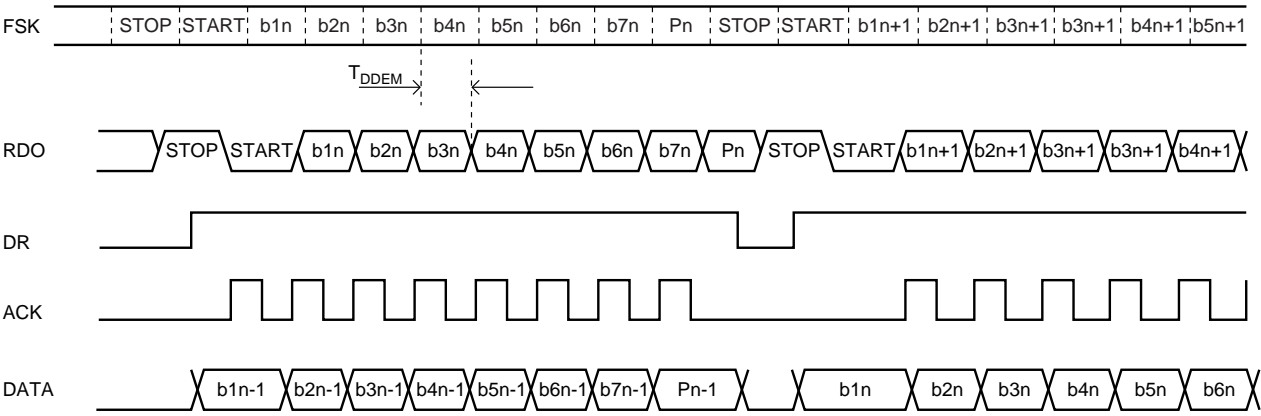 FSK STOP START b1n b2n b3n b4n b5n b6n b7n Pn STOP START b1n+1 b2n+1 b3n+1 b3n+1 b4n+1 b5n+1
TDDEM
RDO STOP START b1n b2n b3n b4n b5n b6n b7n Pn STOP START b1n+1 b2n+1 b3n+1 b3n+1 b4n+1
DR
ACK
DATA b1n-1 b2n-1 b3n-1 b4n-1 b5n-1 b6n-1 b7n-1 Pn-1 b1n b2n b3n b4n b5n b6n